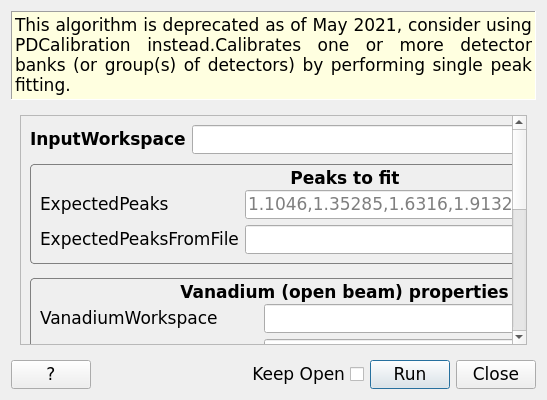 This algorithm is deprecated as of May 2021, consider using
PDCalibration instead.Calibrates one or more detector
banks (or group(s) of detectors) by performing single peak
fitting.
InputWorkspace
Peaks to fit
ExpectedPeaks 1.1046,1.35285,1.6316,1.9132
ExpectedPeaksFromFile
Vanadium (open beam) properties
VanadiumWorkspace
? Keep Open Run Close